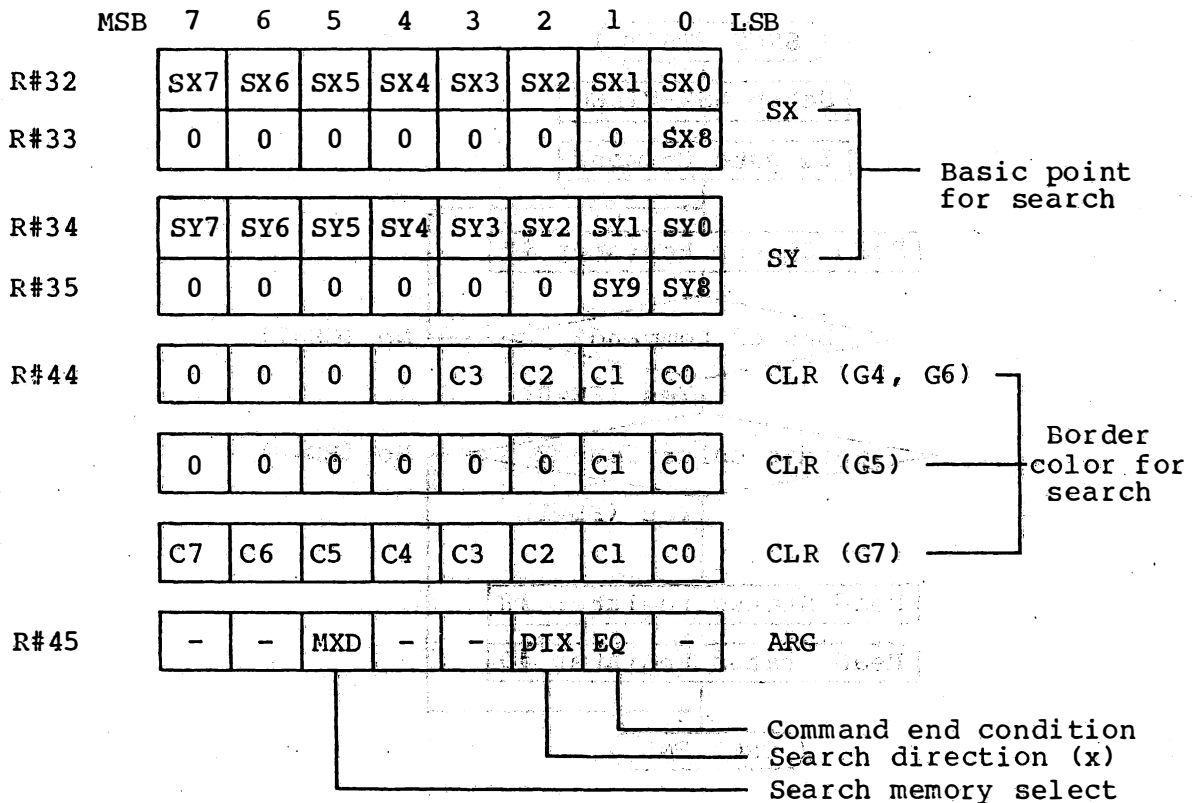 MSB 7 6 5 4 3 2 1 0 LSB
R#32 SX7 SX6 SX5 SX4 SX3 SX2 SX1 SX0
SX
R#33 0 0 0 0 0 0 0 SX8
Basic point
for search
R#34 SY7 SY6 SY5 SY4 SY3 SY2 SY1 SY0
SY
R#35 0 0 0 0 0 0 SY9 SY8
R#44 0 0 0 0 C3 C2 C1 C0 CLR (G4, G6)
0 0 0 0 0 0 C1 C0 CLR (G5)
Border
color for
search
C7 C6 C5 C4 C3 C2 C1 C0 CLR (G7)
R#45 - - MXD - - DIX EQ - ARG
Command end condition
Search direction (x)
Search memory select